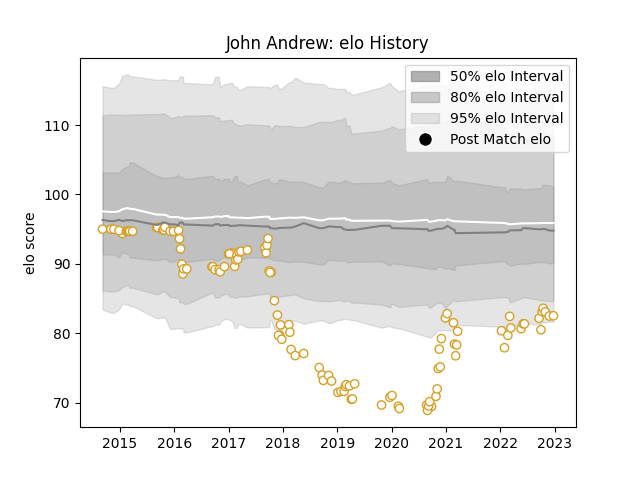 John Andrew: elo History
50% elo Interval
80% elo Interval
95% elo Interval
Post Match elo
elo score
110
100
90
80
70
2015 2016 2017 2018 2019 2020 2021 2022 2023